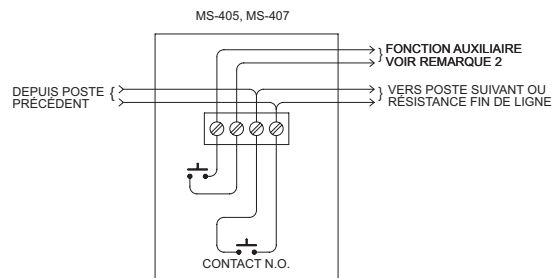 MS-405, MS-407
FONCTION AUXILIAIRE
VOIR REMARQUE 2
DEPUIS POSTE
PRÉCÉDENT
VERS POSTE SUIVANT OU
RÉSISTANCE FIN DE LIGNE
CONTACT N.O.